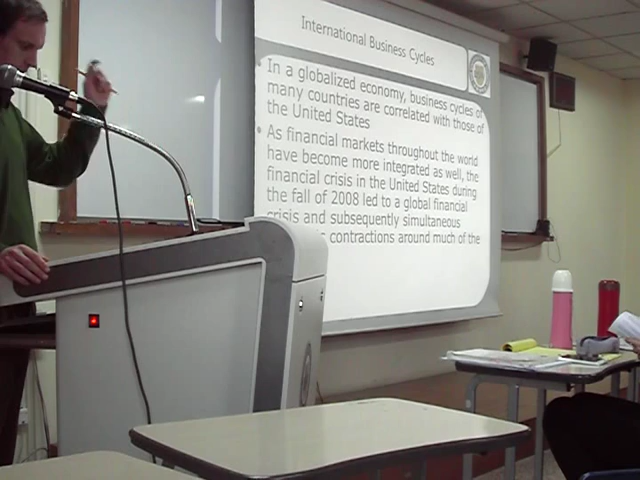 International Business Cycles
• In a globalized economy, business cycles of
many countries are correlated with those of
the United States
• As financial markets throughout the world
have become more integrated as well, the
financial crisis in the United States during
the fall of 2008 led to a global financial
crisis and subsequently simultaneous
contractions around much of the